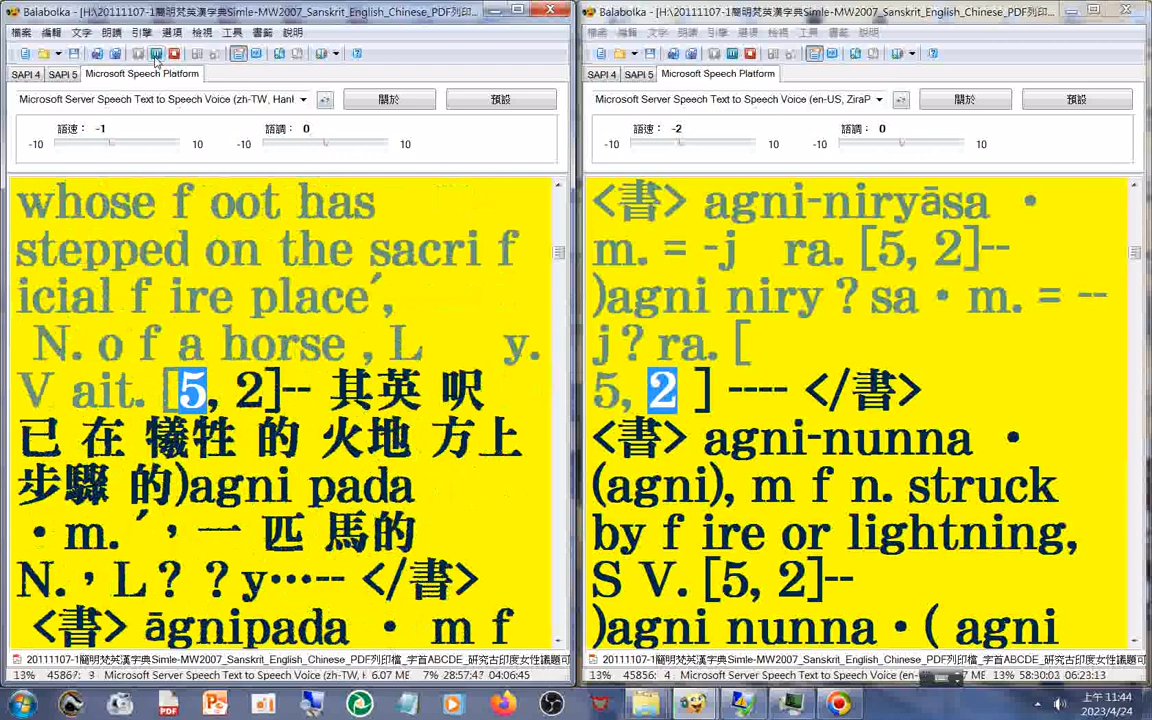 Balabolka - [H:\20111107-1簡明梵英漢字典Simle-MW2007_Sanskrit_English_Chinese_PDF列印...
檔案 編輯 文字 朗讀 引擎 選項 檢視 工具 書籤 說明
SAPI 4 SAPI 5 Microsoft Speech Platform
Microsoft Server Speech Text to Speech Voice (zh-TW, Hanl
關於 預設
語速： -1 語調： 0
-10 10 -10 10
whose f oot has
stepped on the sacri f
icial f ire place´,
N. o f a horse , L y.
V ait. [5, 2]-- 其英 呎
已 在 犧牲 的 火地 方上
步驟 的)agni pada
•m. ´，一 匹 馬的
N.，L？？y…-- </書>
<書> āgnipada • m f
20111107-1簡明梵英漢字典Simle-MW2007_Sanskrit_English_Chinese_PDF列印檔_字首ABCDE_研究古印度女性議題可
13% 45867: 9 Microsoft Server Speech Text to Speech Voice (zh-TW, H 6.07 ME 7% 28:57:47 04:06:45
Balabolka - [H:\20111107-1簡明梵英漢字典Simle-MW2007_Sanskrit_English_Chinese_PDF列印...
檔案 編輯 文字 朗讀 引擎 選項 檢視 工具 書籤 說明
SAPI 4 SAPI 5 Microsoft Speech Platform
Microsoft Server Speech Text to Speech Voice (en-US, ZiraP
關於 預設
語速： -2 語調： 0
-10 10 -10 10
<書> agni-niryāsa •
m. = -j ra. [5, 2]--
)agni niry？sa • m. = --
j？ra. [
5, 2 ] ---- </書>
<書> agni-nunna •
(agni), m f n. struck
by f ire or lightning,
S V. [5, 2]--
)agni nunna • ( agni
20111107-1簡明梵英漢字典Simle-MW2007_Sanskrit_English_Chinese_PDF列印檔_字首ABCDE_研究古印度女性議題可
13% 45856: 4 Microsoft Server Speech Text to Speech Voice ME 13% 58:30:03 06:23:13
上午 11:44
2023/4/24